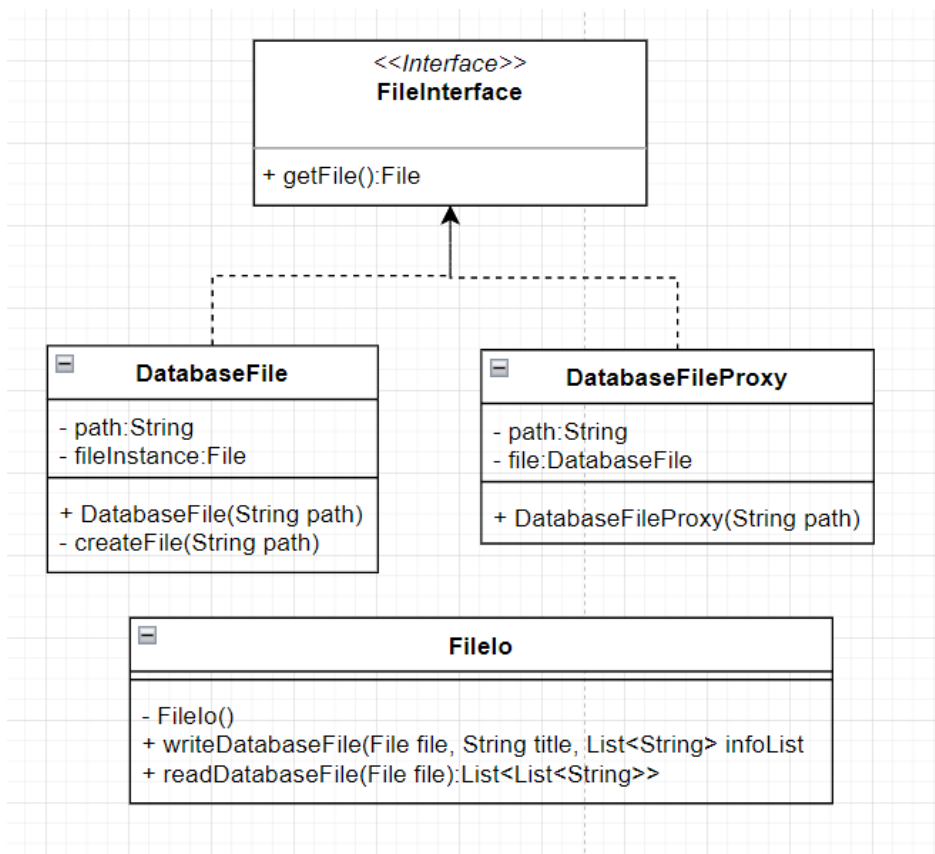 <<Interface>>
FileInterface
+ getFile():File
DatabaseFile
- path:String
- fileInstance:File
+ DatabaseFile(String path)
- createFile(String path)
DatabaseFileProxy
- path:String
- file:DatabaseFile
+ DatabaseFileProxy(String path)
FileIo
- FileIo()
+ writeDatabaseFile(File file, String title, List<String> infoList
+ readDatabaseFile(File file):List<List<String>>